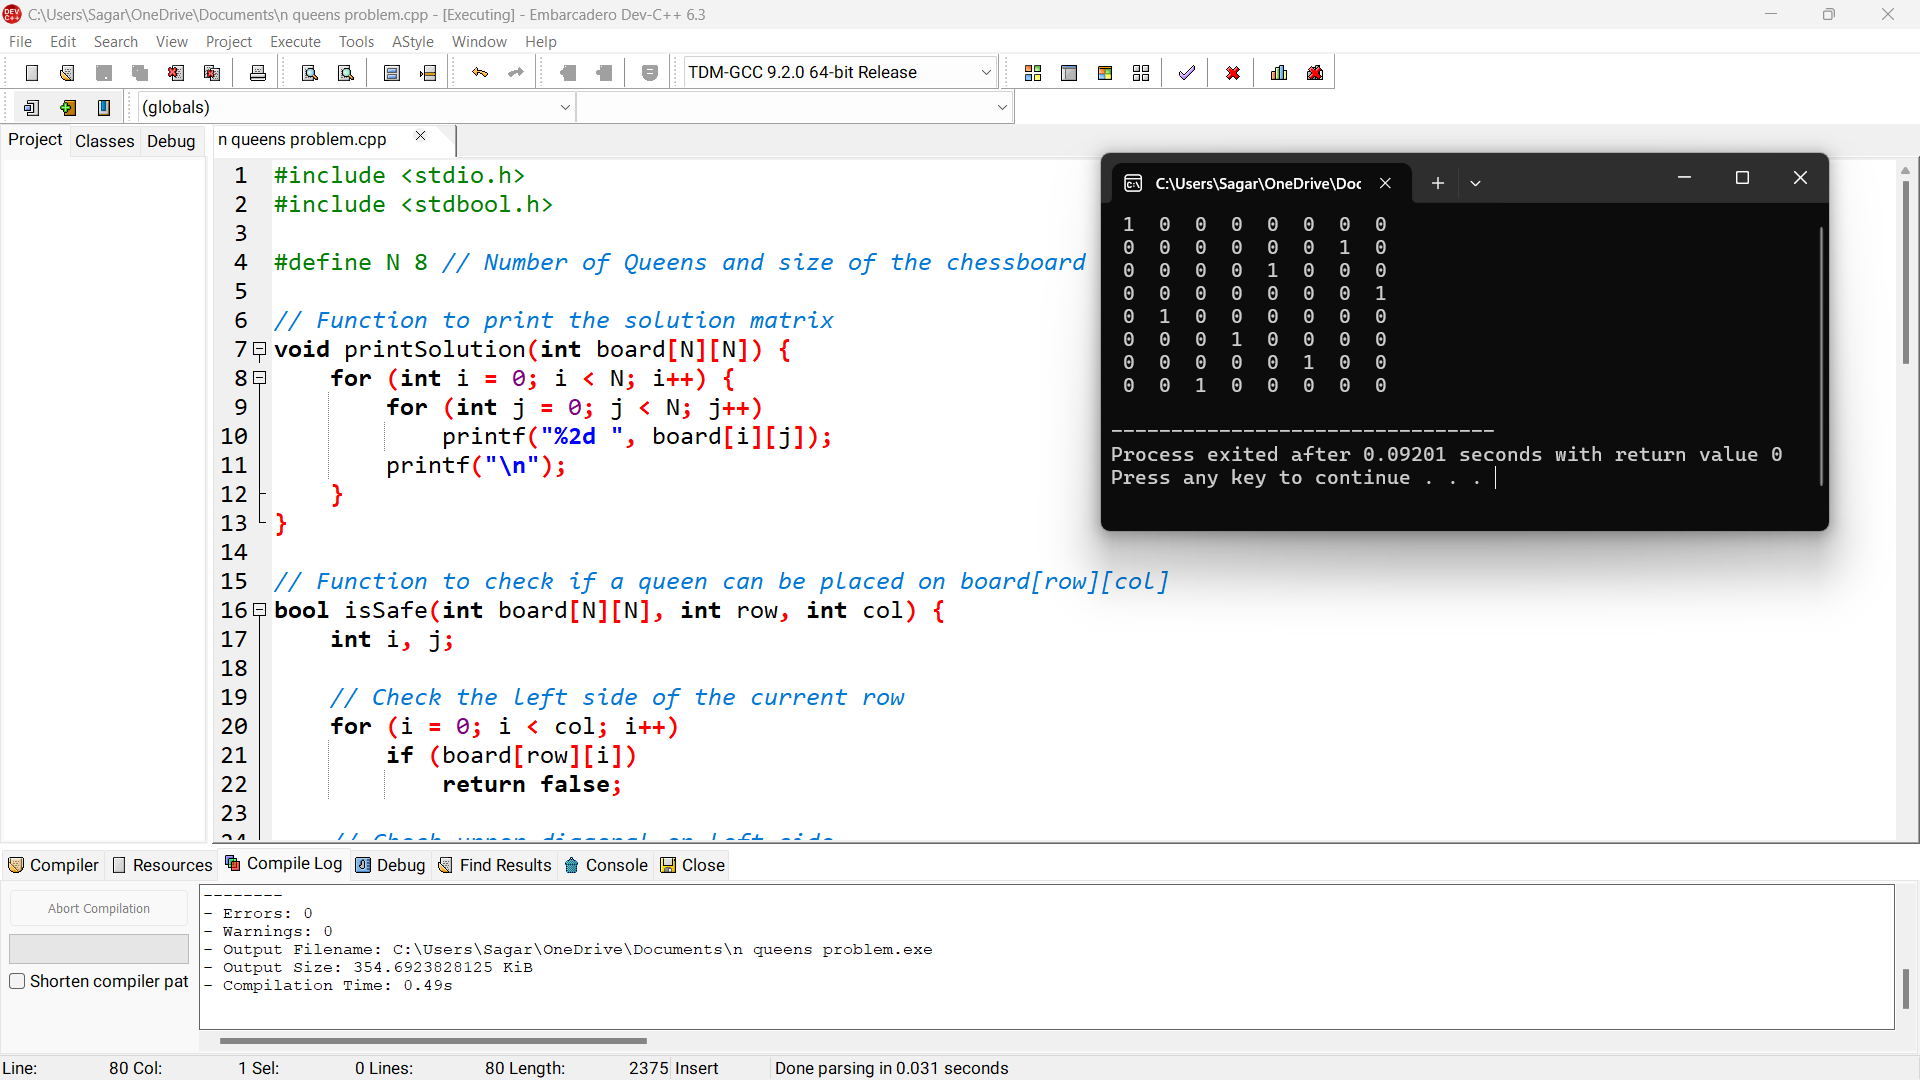 C:\Users\Sagar\OneDrive\Documents\n queens problem.cpp - [Executing] - Embarcadero Dev-C++ 6.3
File Edit Search View Project Execute Tools AStyle Window Help
TDM-GCC 9.2.0 64-bit Release
(globals)
Project Classes Debug
n queens problem.cpp
1 #include <stdio.h>
2 #include <stdbool.h>
3
4 #define N 8 // Number of Queens and size of the chessboard
5
6 // Function to print the solution matrix
7 void printSolution(int board[N][N]) {
8 for (int i = 0; i < N; i++) {
9 for (int j = 0; j < N; j++)
10 printf("%2d ", board[i][j]);
11 printf("\n");
12 }
13 }
14
15 // Function to check if a queen can be placed on board[row][col]
16 bool isSafe(int board[N][N], int row, int col) {
17 int i, j;
18
19 // Check the left side of the current row
20 for (i = 0; i < col; i++)
21 if (board[row][i])
22 return false;
23
24 // Check upper diagonal on left side
C:\Users\Sagar\OneDrive\Doc
1 0 0 0 0 0 0 0
0 0 0 0 0 0 1 0
0 0 0 0 1 0 0 0
0 0 0 0 0 0 0 1
0 1 0 0 0 0 0 0
0 0 0 1 0 0 0 0
0 0 0 0 0 1 0 0
0 0 1 0 0 0 0 0
--------------------------------
Process exited after 0.09201 seconds with return value 0
Press any key to continue . . .
Compiler Resources Compile Log Debug Find Results Console Close
Abort Compilation
Shorten compiler pat
--------
- Errors: 0
- Warnings: 0
- Output Filename: C:\Users\Sagar\OneDrive\Documents\n queens problem.exe
- Output Size: 354.6923828125 KiB
- Compilation Time: 0.49s
Line: 80 Col: 1 Sel: 0 Lines: 80 Length: 2375 Insert Done parsing in 0.031 seconds